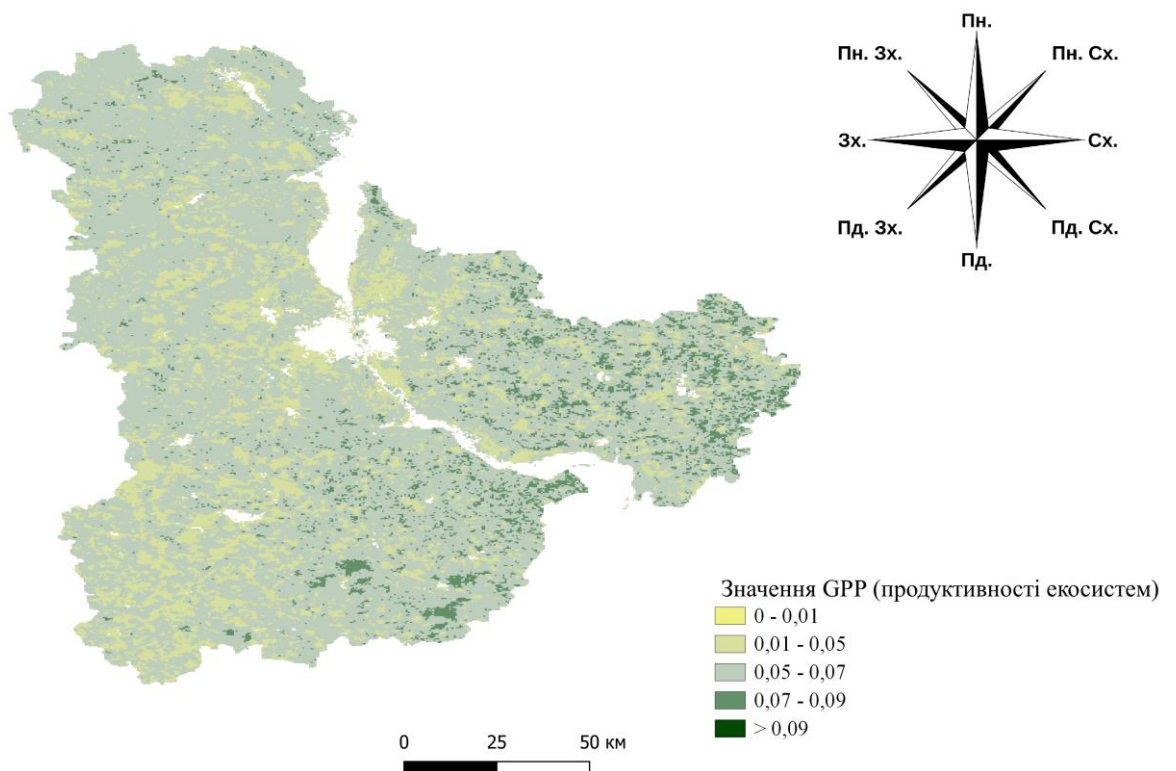 Пн.
Пн. Зх.
Пн. Сх.
Зх.
Сх.
Пд. Зх.
Пд. Сх.
Пд.
Значення GPP (продуктивності екосистем)
0 - 0,01
0,01 - 0,05
0,05 - 0,07
0,07 - 0,09
> 0,09
0 25 50 км